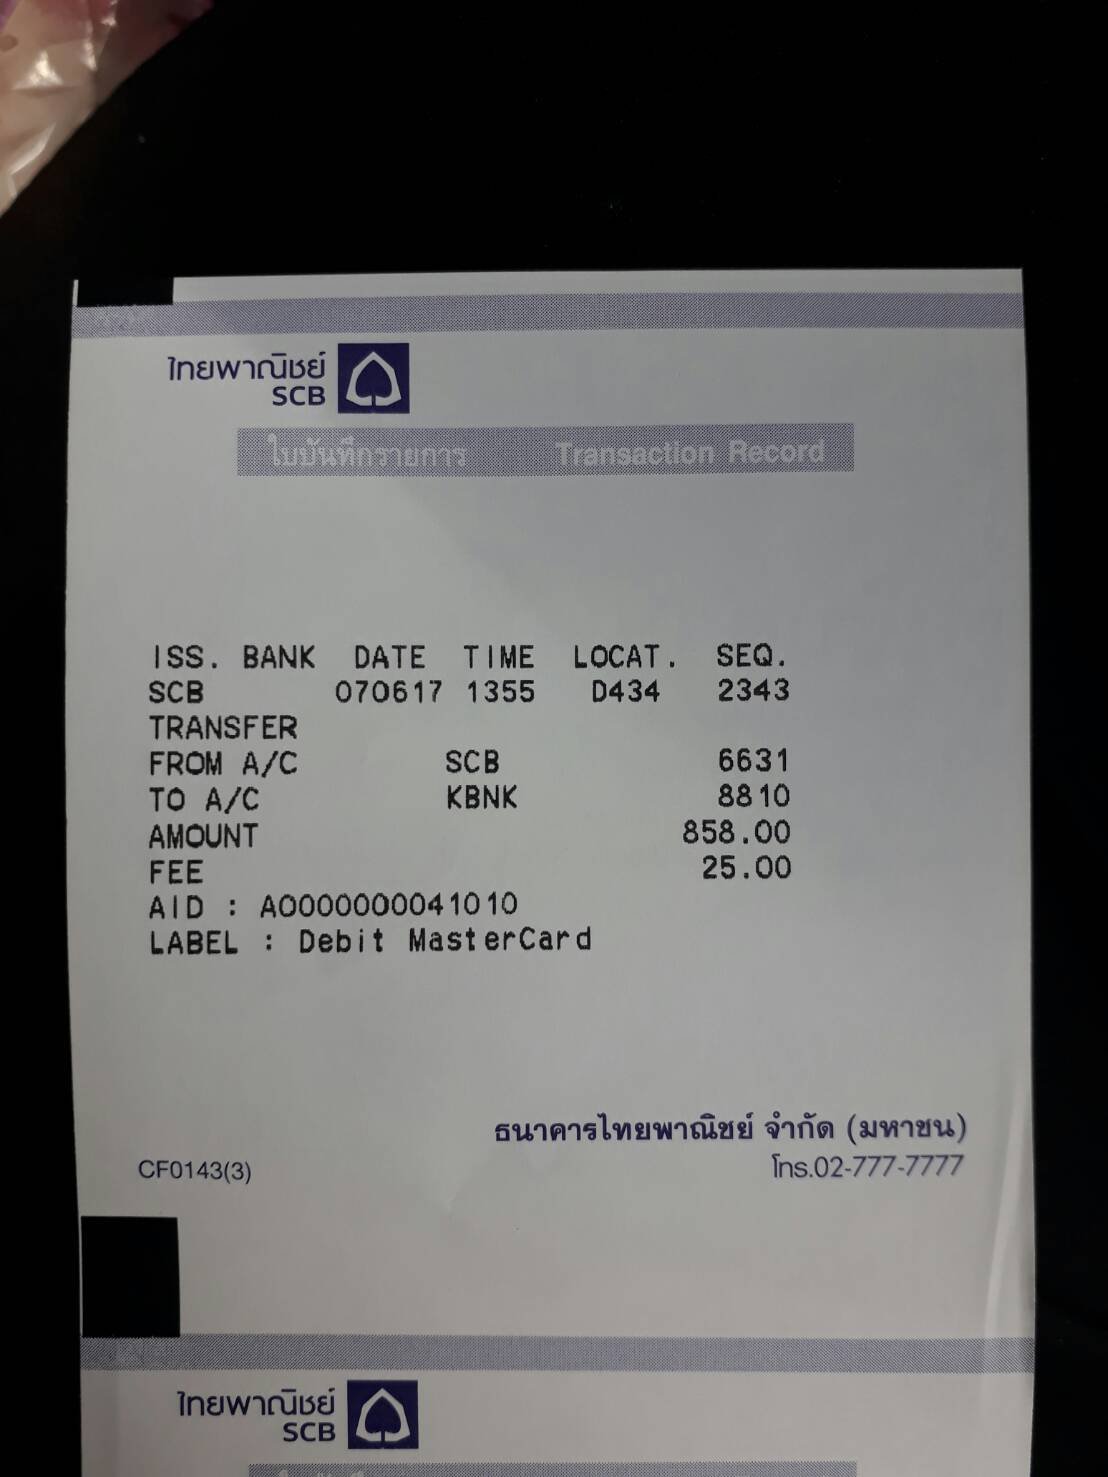 ไทยพาณิชย์
SCB
ใบบันทึกรายการ Transaction Record
ISS. BANK DATE TIME LOCAT. SEQ.
SCB 070617 1355 D434 2343
TRANSFER
FROM A/C SCB 6631
TO A/C KBNK 8810
AMOUNT 858.00
FEE 25.00
AID : A0000000041010
LABEL : Debit MasterCard
ธนาคารไทยพาณิชย์ จำกัด (มหาชน)
CF0143(3) โทร.02-777-7777
ไทยพาณิชย์
SCB